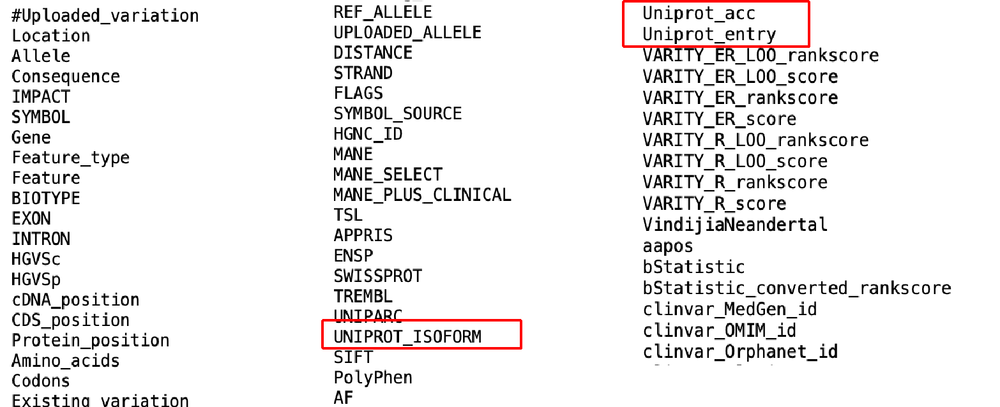 #Uploaded_variation
Location
Allele
Consequence
IMPACT
SYMBOL
Gene
Feature_type
Feature
BIOTYPE
EXON
INTRON
HGVSc
HGVSp
cDNA_position
CDS_position
Protein_position
Amino_acids
Codons
Existing_variation
REF_ALLELE
UPLOADED_ALLELE
DISTANCE
STRAND
FLAGS
SYMBOL_SOURCE
HGNC_ID
MANE
MANE_SELECT
MANE_PLUS_CLINICAL
TSL
APPRIS
ENSP
SWISSPROT
TREMBL
UNIPARC
UNIPROT_ISOFORM
SIFT
PolyPhen
AF
Uniprot_acc
Uniprot_entry
VARITY_ER_LOO_rankscore
VARITY_ER_LOO_score
VARITY_ER_rankscore
VARITY_ER_score
VARITY_R_LOO_rankscore
VARITY_R_LOO_score
VARITY_R_rankscore
VARITY_R_score
VindijiaNeandertal
aapos
bStatistic
bStatistic_converted_rankscore
clinvar_MedGen_id
clinvar_OMIM_id
clinvar_Orphanet_id